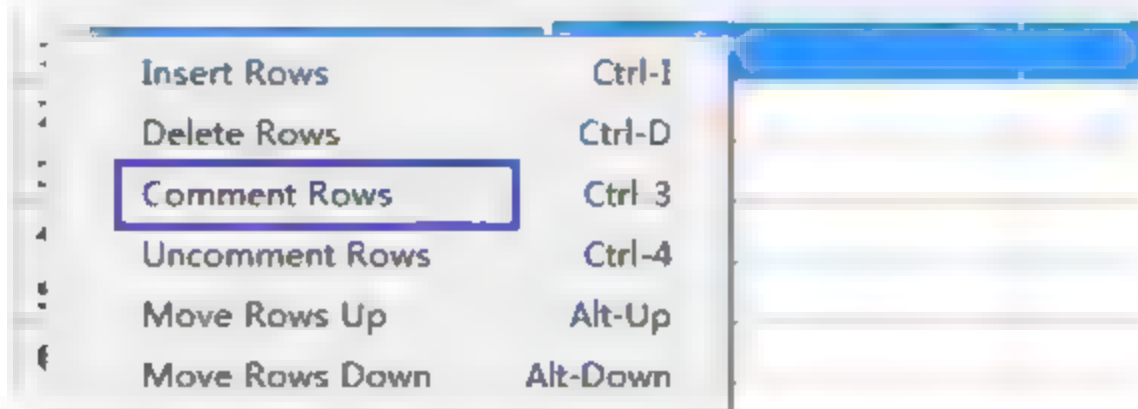 Insert Rows Ctrl-I
Delete Rows Ctrl-D
Comment Rows Ctrl 3
Uncomment Rows Ctrl-4
Move Rows Up Alt-Up
Move Rows Down Alt-Down